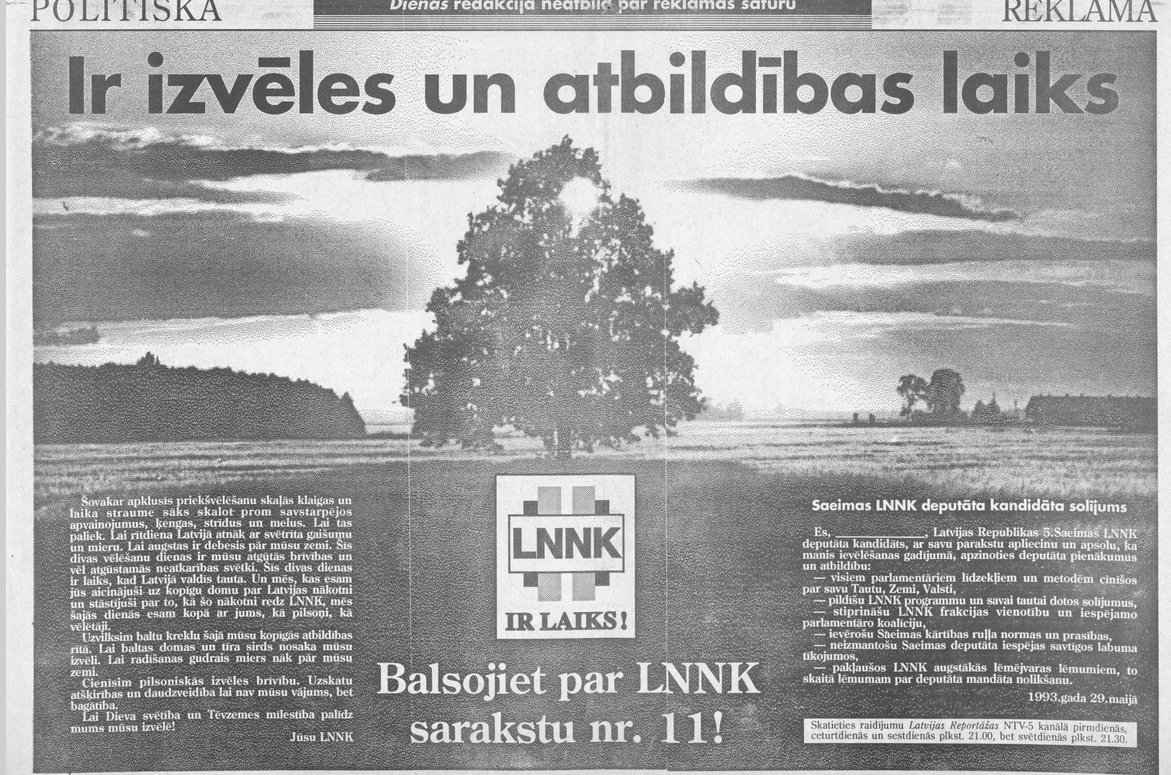 POLITISKĀ
Dienas redakcija neatbild par reklāmas saturu
REKLĀMA
Ir izvēles un atbildības laiks
Šovakar apklusīs priekšvēlēšanu skaļās klaigas un
laika straume sāks skalot prom savstarpējos
apvainojumus, ķengas, strīdus un melus. Lai tas
paliek. Lai rītdiena Latvijā atnāk ar svētrīta gaišumu
un mieru. Lai augstas ir debesis pār mūsu zemi. Šīs
divas vēlēšanu dienas ir mūsu atgūtās brīvības un
vēl atgūstamās neatkarības svētki. Šīs divas dienas
ir laiks, kad Latvijā valdīs tauta. Un mēs, kas esam
jūs aicinājuši uz kopīgu domu par Latvijas nākotni
un stāstījuši par to, kā šo nākotni redz LNNK, mēs
šajās dienās esam kopā ar jums, kā pilsoņi, kā
vēlētāji.
Uzvilksim baltu kreklu šajā mūsu kopīgās atbildības
rītā. Lai baltas domas un tīra sirds nosaka mūsu
izvēli. Lai radīšanas gudrais miers nāk pār mūsu
zemi.
Cienīsim pilsoniskās izvēles brīvību. Uzskatu
atšķirības un daudzveidība lai nav mūsu vājums, bet
bagātība.
Lai Dieva svētība un Tēvzemes mīlestība palīdz
mums mūsu izvēlē!
Jūsu LNNK
LNNK
IR LAIKS!
Balsojiet par LNNK
sarakstu nr. 11!
Saeimas LNNK deputāta kandidāta solījums
Es, ______________, Latvijas Republikas 5.Saeimas LNNK
deputāta kandidāts, ar savu parakstu apliecinu un apsolu, ka
manis ievēlēšanas gadījumā, apzinoties deputāta pienākumus
un atbildību:
— visiem parlamentāriem līdzekļiem un metodēm cīnīšos
par savu Tautu, Zemi, Valsti,
— pildīšu LNNK programmu un savai tautai dotos solījumus,
— stiprināšu LNNK frakcijas vienotību un iespējamo
parlamentāro koalīciju,
— ievērošu Saeimas kārtības ruļļa normas un prasības,
— neizmantošu Saeimas deputāta iespējas savtīgos labuma
tīkojumos,
— pakļaušos LNNK augstākās lēmējvaras lēmumiem, to
skaitā lēmumam par deputāta mandāta nolikšanu.
1993.gada 29.maijā
Skatieties raidījumu Latvijas Reportāžas NTV-5 kanālā pirmdienās,
ceturtdienās un sestdienās plkst. 21.00, bet svētdienās plkst. 21.30.